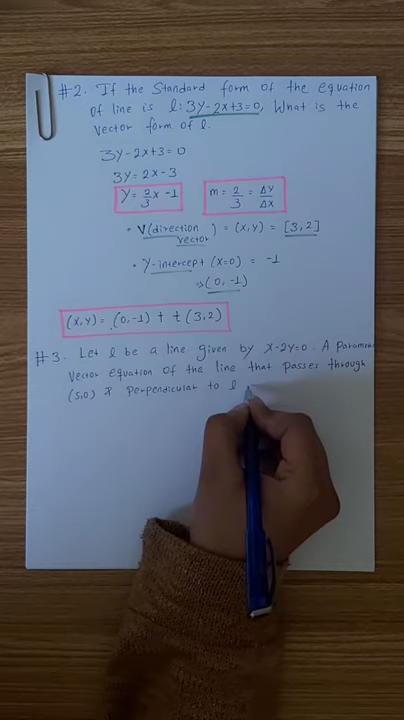 #2. If the Standard form of the equation
of line is l: 3y-2x+3=0, What is the
vector form of l.
3y-2x+3=0
3y = 2x - 3
y = 2/3 x -1
m = 2/3 = Δy/Δx
• V(direction vector) = (x,y) = [3,2]
• Y-intercept (x=0) = -1
⇒ (0,-1)
(x,y) = (0,-1) + t(3,2)
#3. Let l be a line given by x-2y=0. A
Vector equation of the line that passes through
(5,0) & perpendicular to l